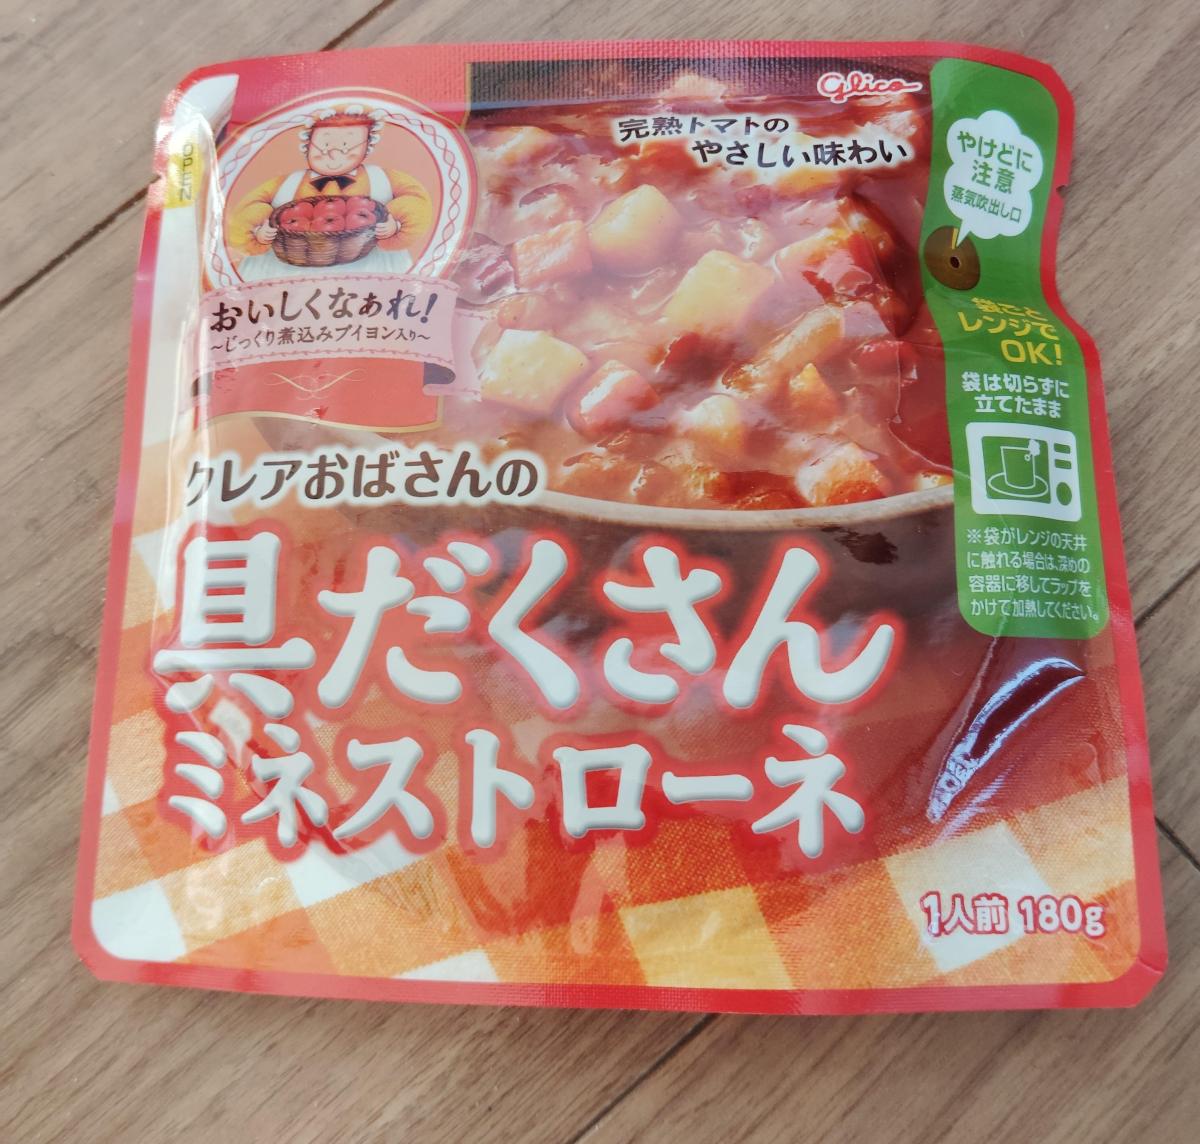 Glico
OPEN
完熟トマトの
やさしい味わい
やけどに
注意
蒸気吹出し口
おいしくなぁれ!
～じっくり煮込みブイヨン入り～
袋ごと
レンジで
OK!
袋は切らずに
立てたまま
クレアおばさんの
具だくさん
ミネストローネ
※袋がレンジの天井
に触れる場合は、深めの
容器に移してラップを
かけて加熱してください。
1人前 180g